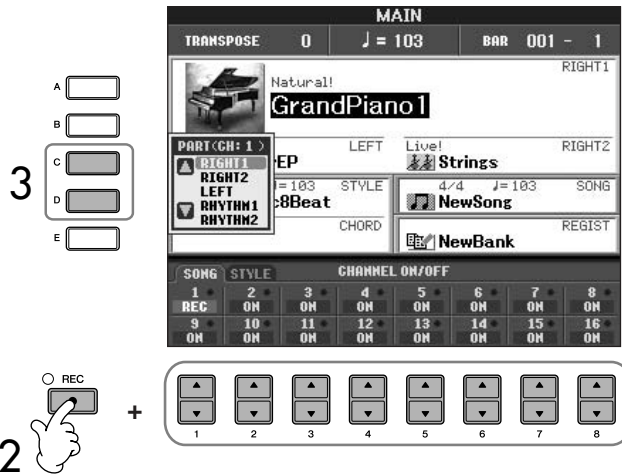 MAIN
TRANSPOSE 0 ♩= 103 BAR 001 - 1
RIGHT1
Natural!
GrandPiano1
PART(CH: 1 )
RIGHT1
RIGHT2
LEFT
RHYTHM1
RHYTHM2
LEFT
EP
Live! RIGHT2
Strings
= 103 STYLE
c8Beat
4/4 ♩= 103 SONG
NewSong
CHORD
REGIST
NewBank
A
B
3
C
D
E
SONG STYLE CHANNEL ON/OFF
1 2 3 4 5 6 7 8
REC ON ON ON ON ON ON ON
9 10 11 12 13 14 15 16
ON ON ON ON ON ON ON ON
REC
2
+
1 2 3 4 5 6 7 8